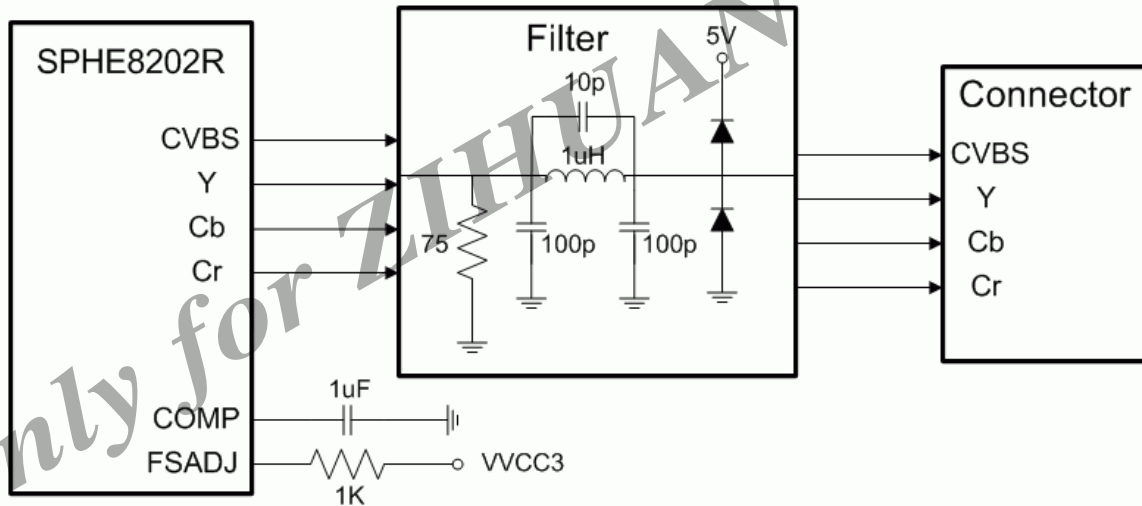 SPHE8202R
CVBS
Y
Cb
Cr
COMP
FSADJ
Filter
5V
10p
1uH
75
100p
100p
Connector
CVBS
Y
Cb
Cr
1uF
1K
VVCC3
nly for ZIHUAN